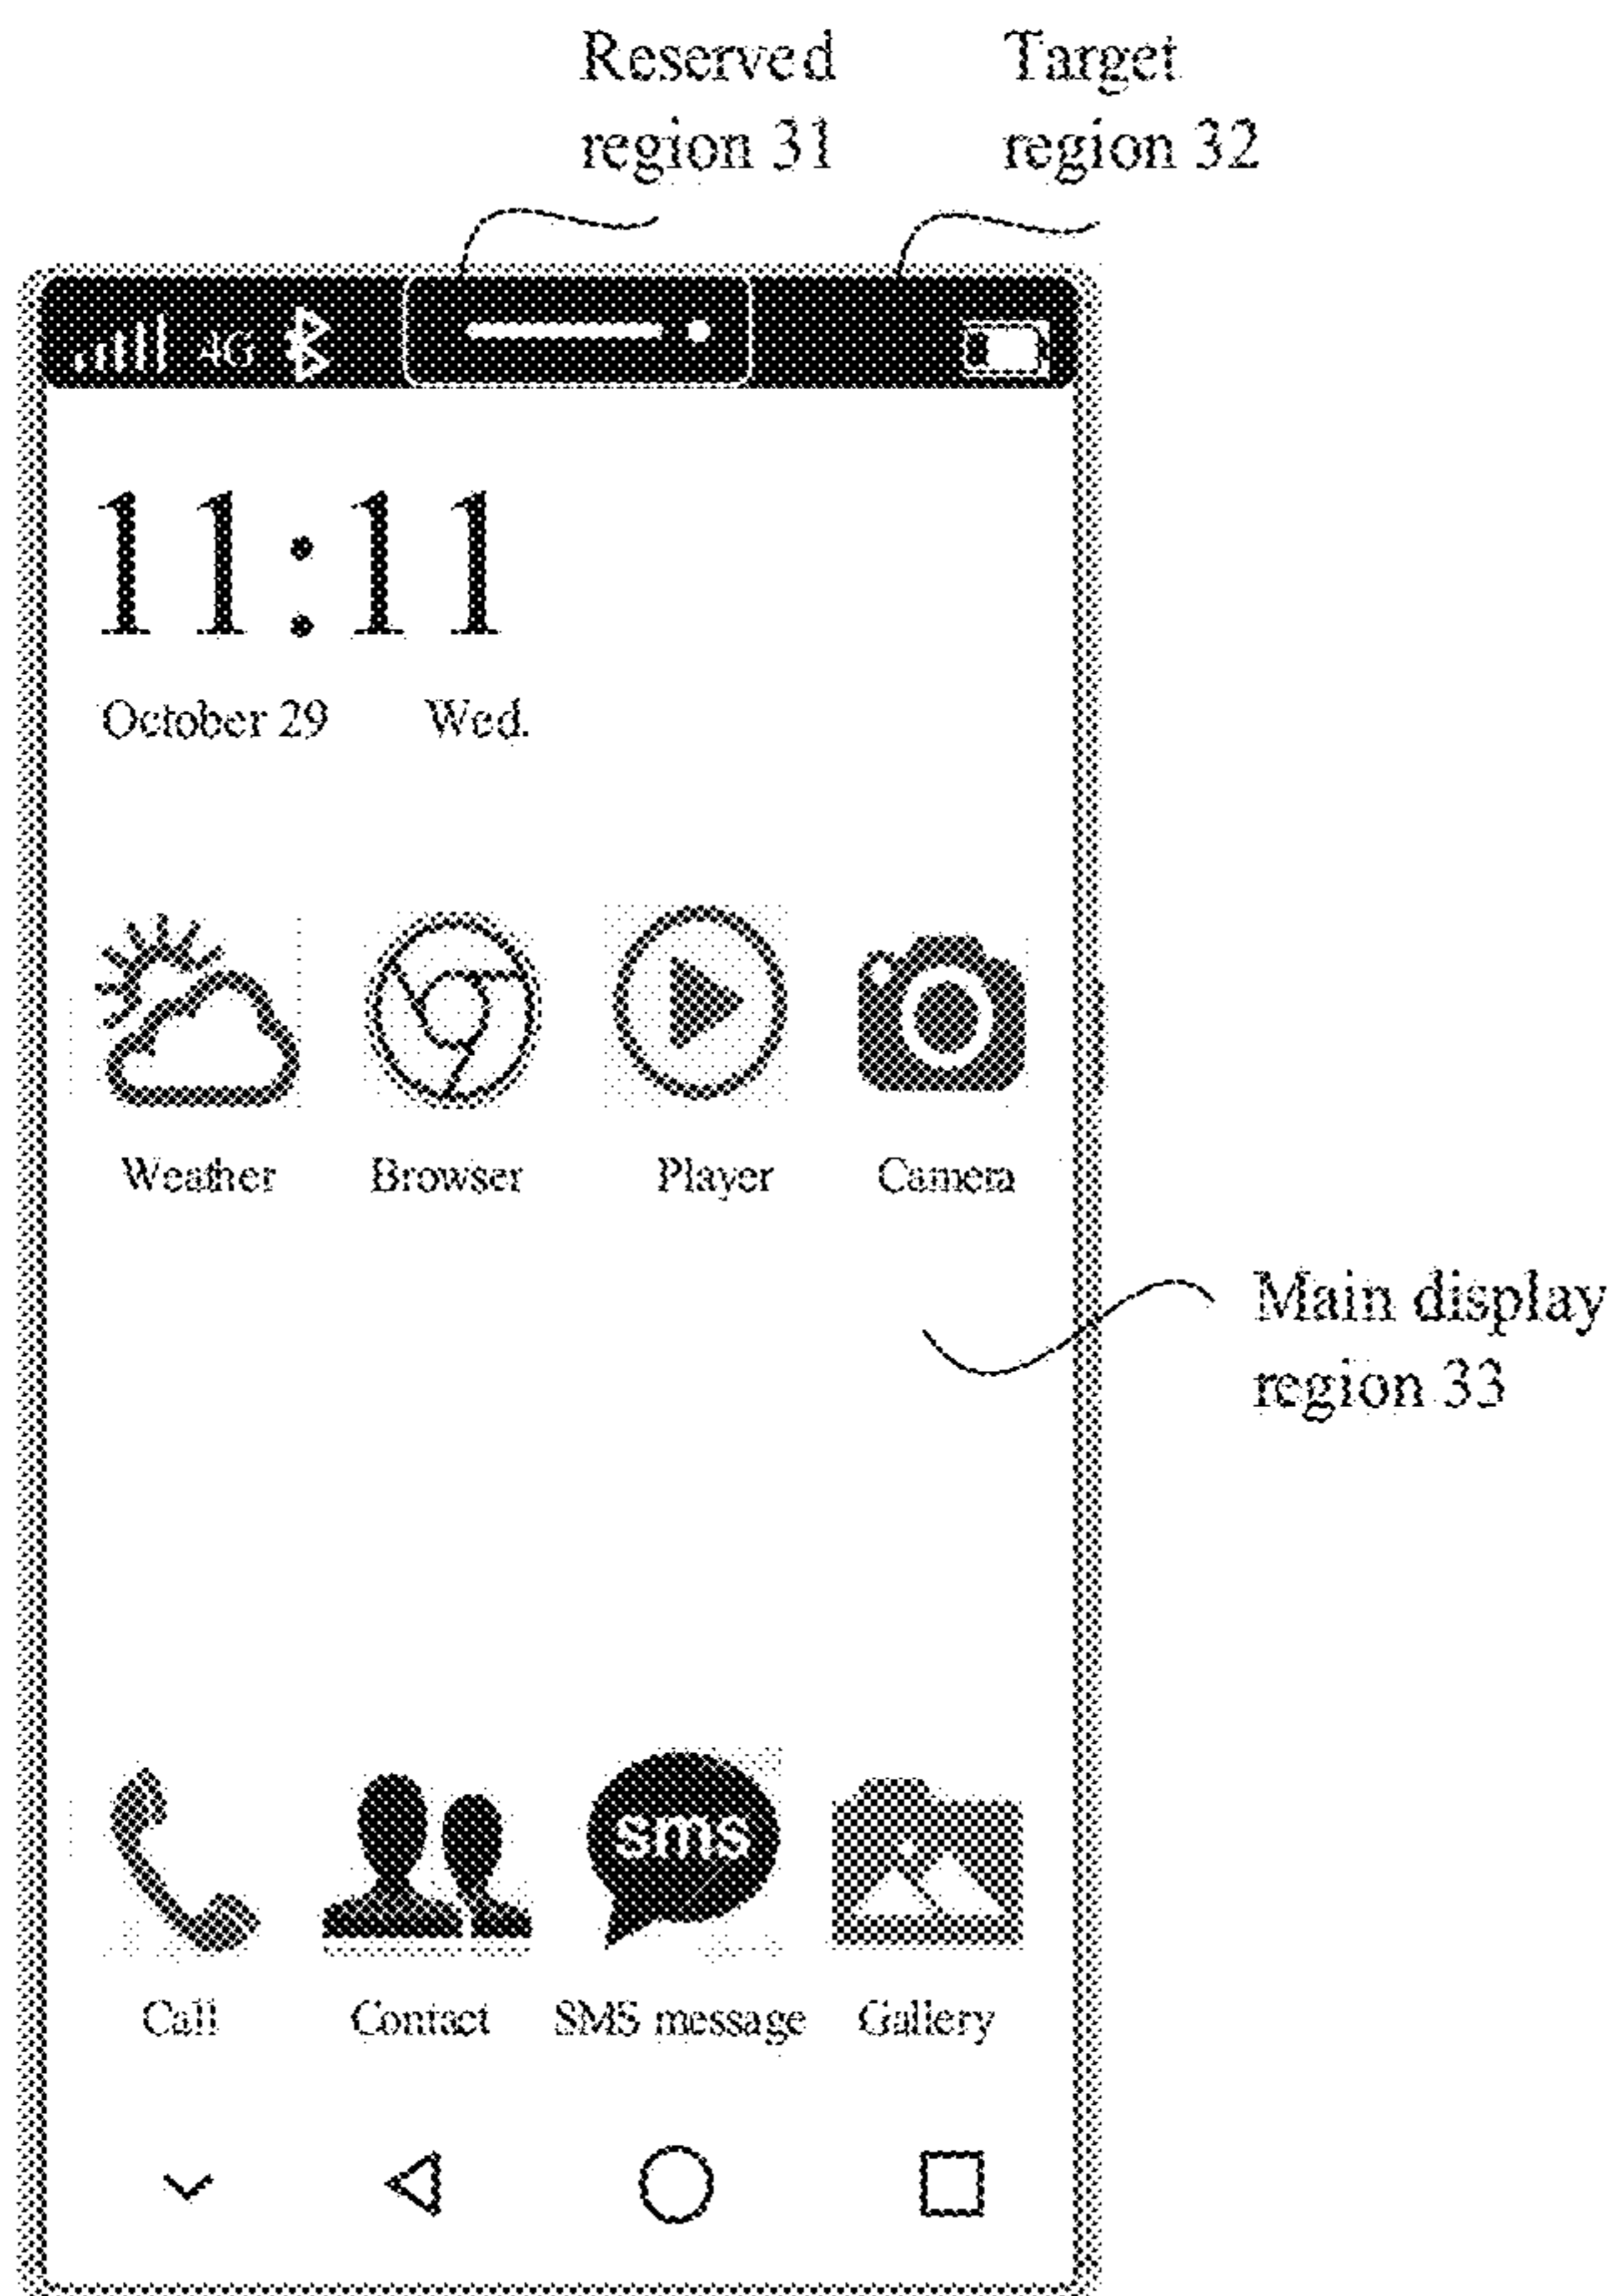 Reserved
region 31
Target
region 32
4G
11:11
October 29 Wed.
Weather Browser Player Camera
Main display
region 33
sms
Call Contact SMS message Gallery